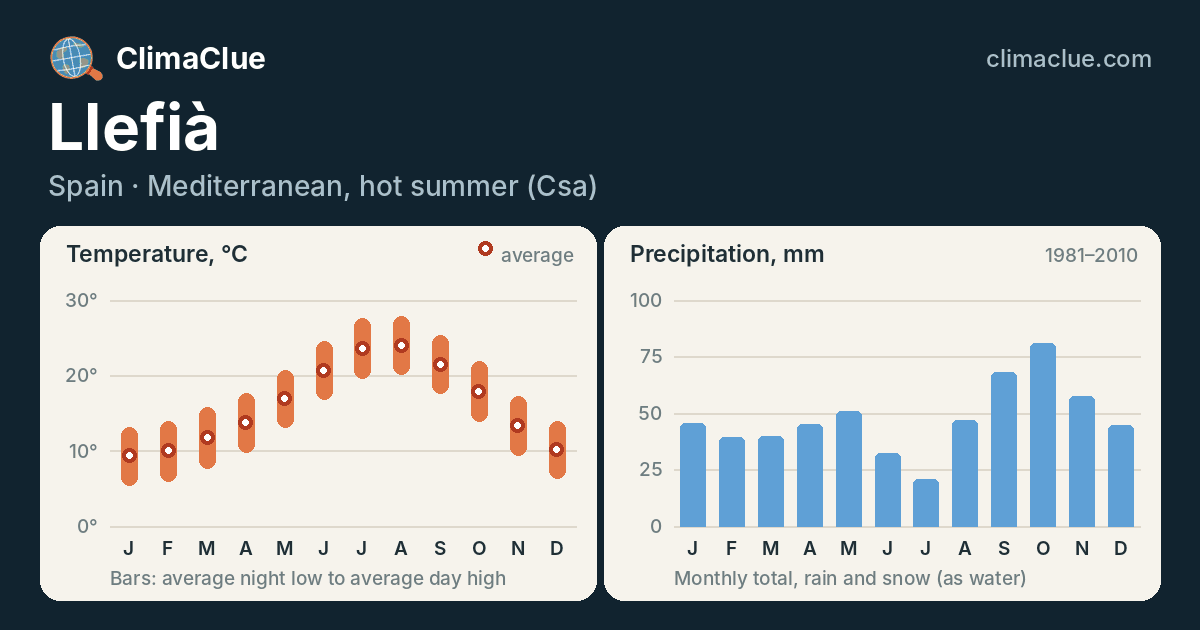 ClimaClue
climaclue.com
Llefià
Spain · Mediterranean, hot summer (Csa)
Temperature, °C
average
30°
20°
10°
0°
J F M A M J J A S O N D
Bars: average night low to average day high
Precipitation, mm
1981–2010
100
75
50
25
0
J F M A M J J A S O N D
Monthly total, rain and snow (as water)